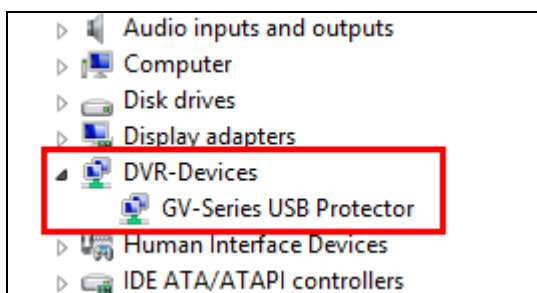 Audio inputs and outputs
Computer
Disk drives
Display adapters
DVR-Devices
GV-Series USB Protector
Human Interface Devices
IDE ATA/ATAPI controllers